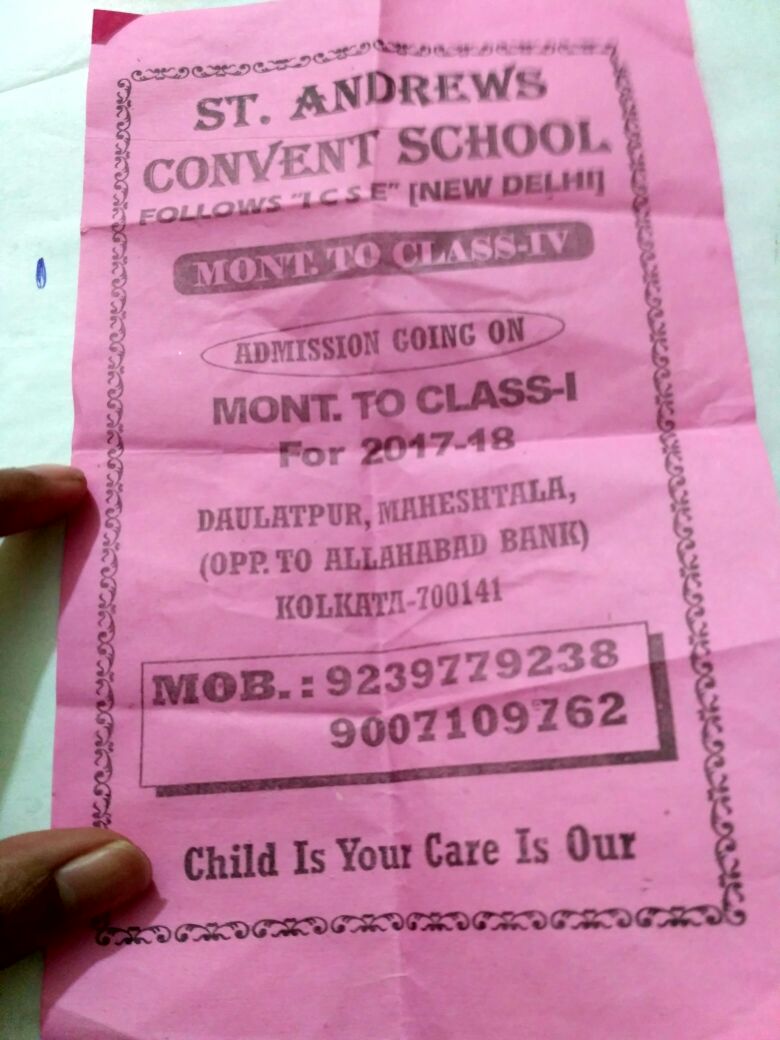 ST. ANDREWS
CONVENT SCHOOL
FOLLOWS "I C S E" [NEW DELHI]
MONT. TO CLASS-IV
ADMISSION GOING ON
MONT. TO CLASS-I
For 2017-18
DAULATPUR, MAHESHTALA,
(OPP. TO ALLAHABAD BANK)
KOLKATA-700141
MOB. : 9239779238
9007109762
Child Is Your Care Is Our